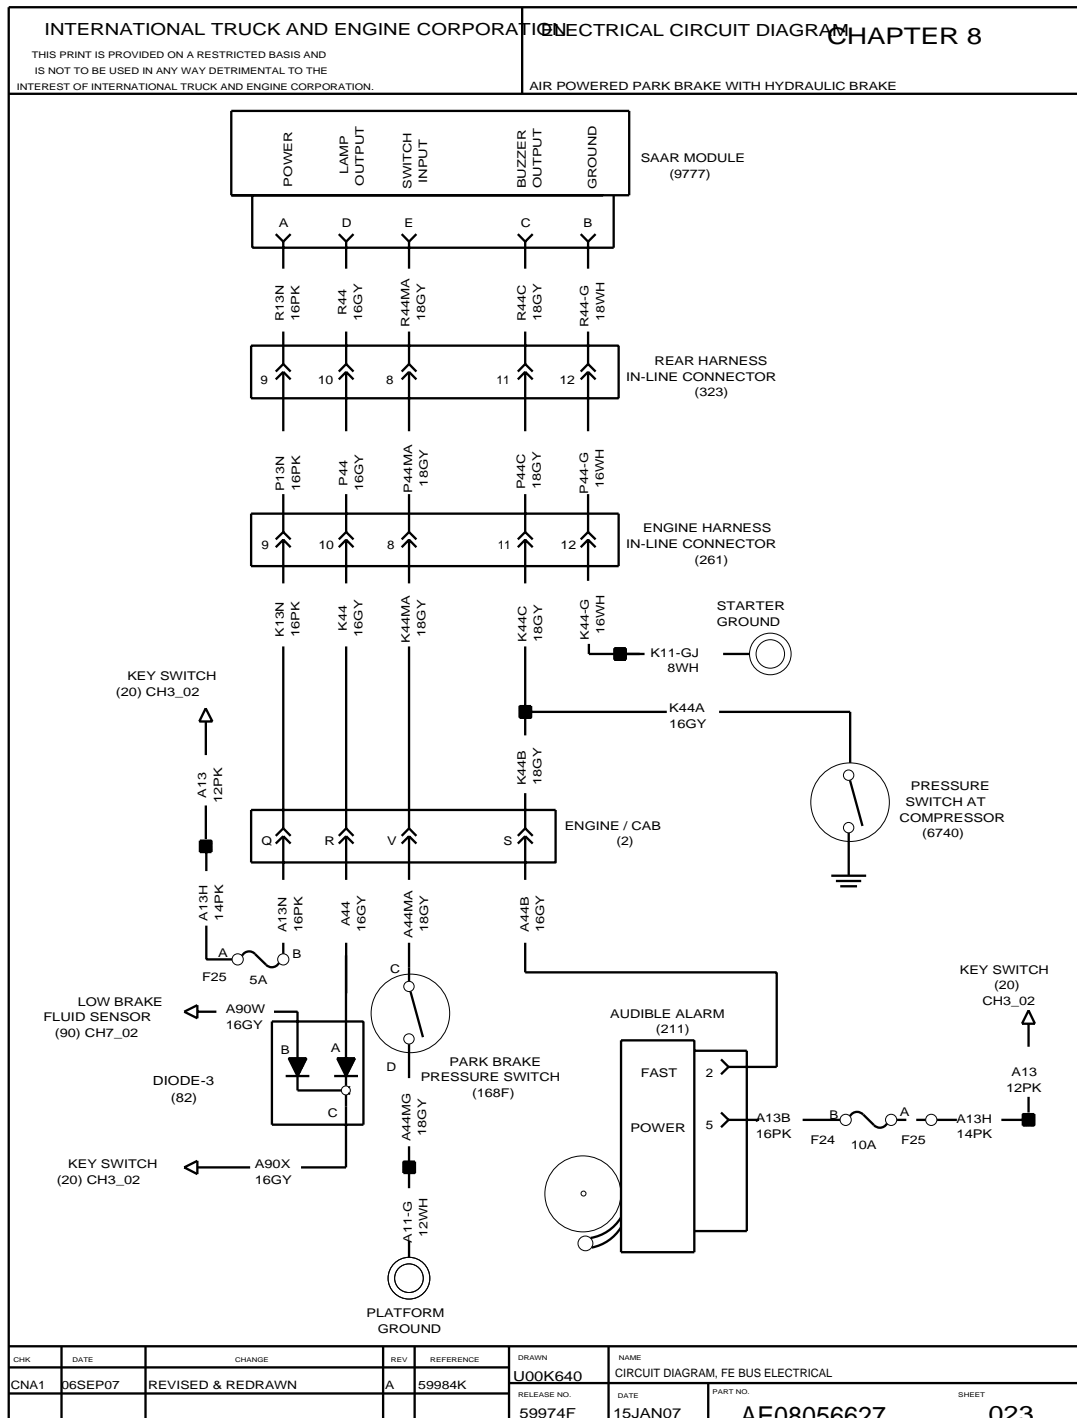 INTERNATIONAL TRUCK AND ENGINE CORPORATION
THIS PRINT IS PROVIDED ON A RESTRICTED BASIS AND
IS NOT TO BE USED IN ANY WAY DETRIMENTAL TO THE
INTEREST OF INTERNATIONAL TRUCK AND ENGINE CORPORATION.
ELECTRICAL CIRCUIT DIAGRAM
CHAPTER 8
AIR POWERED PARK BRAKE WITH HYDRAULIC BRAKE
POWER
LAMP
OUTPUT
SWITCH
INPUT
BUZZER
OUTPUT
GROUND
SAAR MODULE
(9777)
A D E C B
R13N
16PK
R44
16GY
R44MA
18GY
R44C
18GY
R44-G
18WH
9 10 8 11 12
REAR HARNESS
IN-LINE CONNECTOR
(323)
P13N
16PK
P44
16GY
P44MA
18GY
P44C
18GY
P44-G
16WH
9 10 8 11 12
ENGINE HARNESS
IN-LINE CONNECTOR
(261)
K13N
16PK
K44
16GY
K44MA
18GY
K44C
18GY
K44-G
16WH
STARTER
GROUND
K11-GJ
8WH
KEY SWITCH
(20) CH3_02
K44A
16GY
A13
12PK
K44B
18GY
PRESSURE
SWITCH AT
COMPRESSOR
(6740)
Q R V S
ENGINE / CAB
(2)
A13H
14PK
A13N
16PK
A44
16GY
A44MA
18GY
A44B
16GY
A B
F25 5A
C
KEY SWITCH
(20)
CH3_02
LOW BRAKE
FLUID SENSOR
(90) CH7_02
A90W
16GY
AUDIBLE ALARM
(211)
B A
DIODE-3
(82)
C
D
PARK BRAKE
PRESSURE SWITCH
(168F)
FAST 2
POWER 5
A13
12PK
A13B
16PK
B A
F24 10A F25
A13H
14PK
A44MG
18GY
KEY SWITCH
(20) CH3_02
A90X
16GY
A11-G
12WH
PLATFORM
GROUND
CHK DATE CHANGE REV REFERENCE
CNA1 06SEP07 REVISED & REDRAWN A 59984K
DRAWN
U00K640
NAME
CIRCUIT DIAGRAM, FE BUS ELECTRICAL
RELEASE NO.
59974F
DATE
15JAN07
PART NO.
AE08056627
SHEET
023